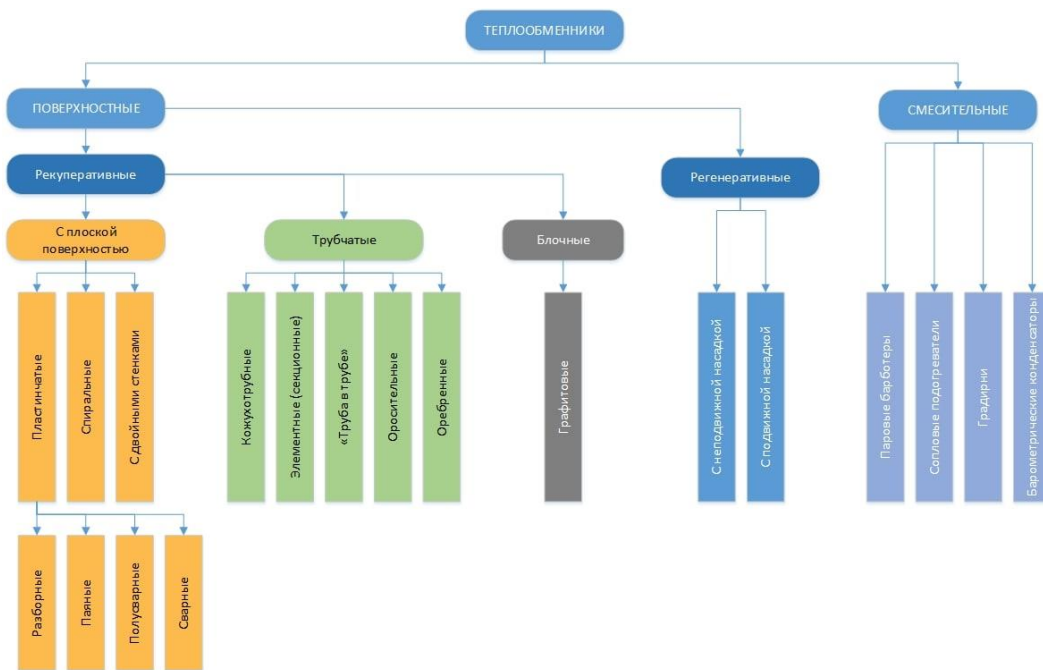 ТЕПЛООБМЕННИКИ
ПОВЕРХНОСТНЫЕ
СМЕСИТЕЛЬНЫЕ
Рекуперативные
Регенеративные
С плоской
поверхностью
Трубчатые
Блочные
Пластинчатые
Спиральные
С двойными стенками
Кожухотрубные
Элементные (секционные)
«Труба в трубе»
Оросительные
Оребренные
Графитовые
С неподвижной насадкой
С подвижной насадкой
Паровые барботеры
Сопловые подогреватели
Градирни
Барометрические конденсаторы
Разборные
Паяные
Полусварные
Сварные